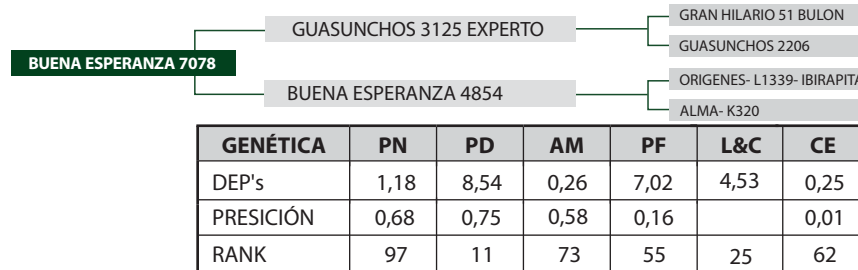 GRAN HILARIO 51 BULON
GUASUNCHOS 3125 EXPERTO
GUASUNCHOS 2206
BUENA ESPERANZA 7078
ORIGENES- L1339- IBIRAPITA
BUENA ESPERANZA 4854
ALMA- K320
GENÉTICA PN PD AM PF L&C CE
DEP's 1,18 8,54 0,26 7,02 4,53 0,25
PRESICIÓN 0,68 0,75 0,58 0,16 0,01
RANK 97 11 73 55 25 62